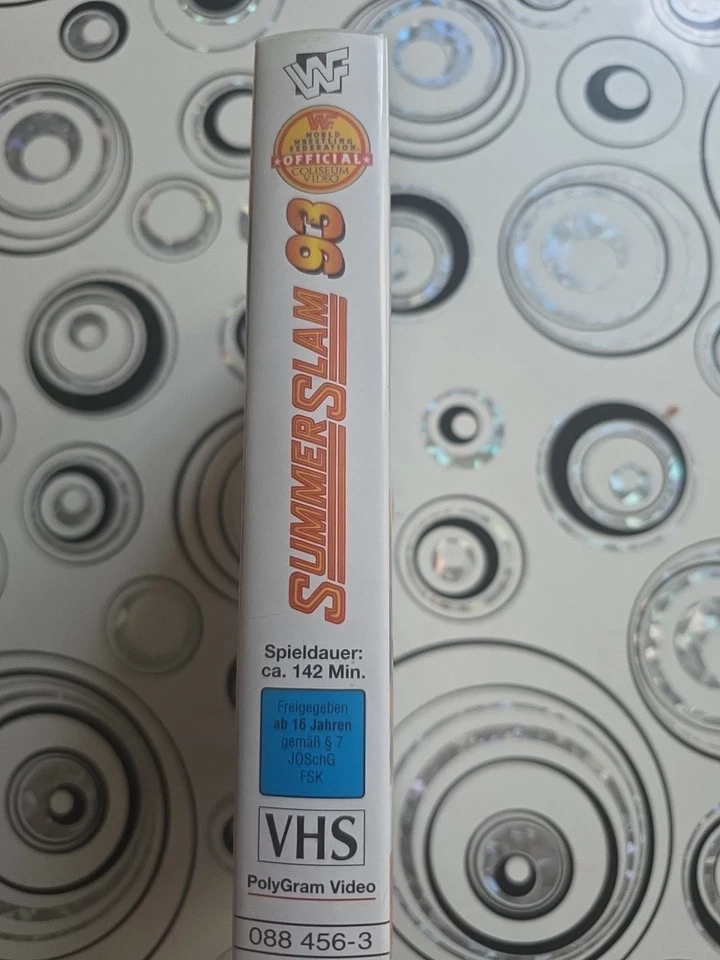 WF
WF
WORLD
WRESTLING
FEDERATION
OFFICIAL
COLISEUM
VIDEO
SUMMERSLAM 93
Spieldauer:
ca. 142 Min.
Freigegeben
ab 16 Jahren
gemäß § 7
JÖSchG
FSK
VHS
PolyGram Video
088 456-3